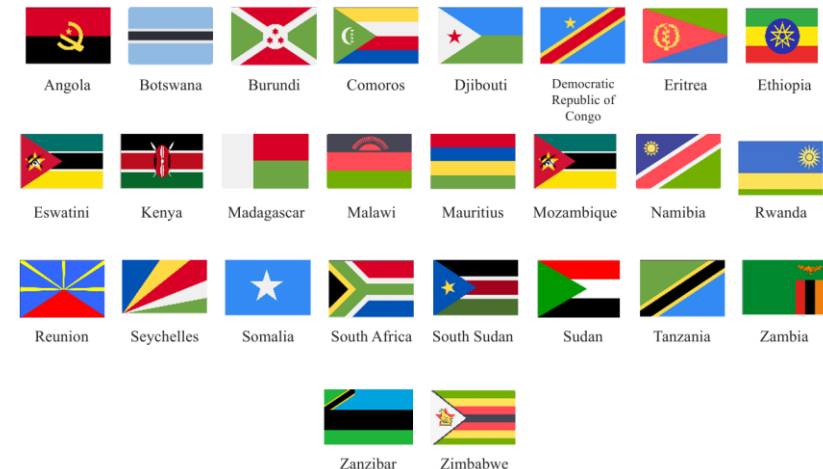 Angola
Botswana
Burundi
Comoros
Djibouti
Democratic
Republic of
Congo
Eritrea
Ethiopia
Eswatini
Kenya
Madagascar
Malawi
Mauritius
Mozambique
Namibia
Rwanda
Reunion
Seychelles
Somalia
South Africa
South Sudan
Sudan
Tanzania
Zambia
Zanzibar
Zimbabwe